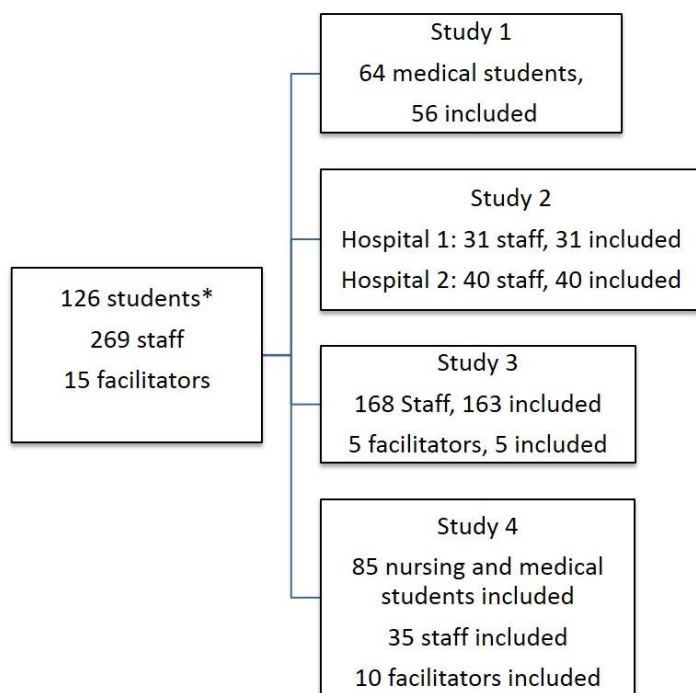 126 students*
269 staff
15 facilitators
Study 1
64 medical students,
56 included
Study 2
Hospital 1: 31 staff, 31 included
Hospital 2: 40 staff, 40 included
Study 3
168 Staff, 163 included
5 facilitators, 5 included
Study 4
85 nursing and medical
students included
35 staff included
10 facilitators included